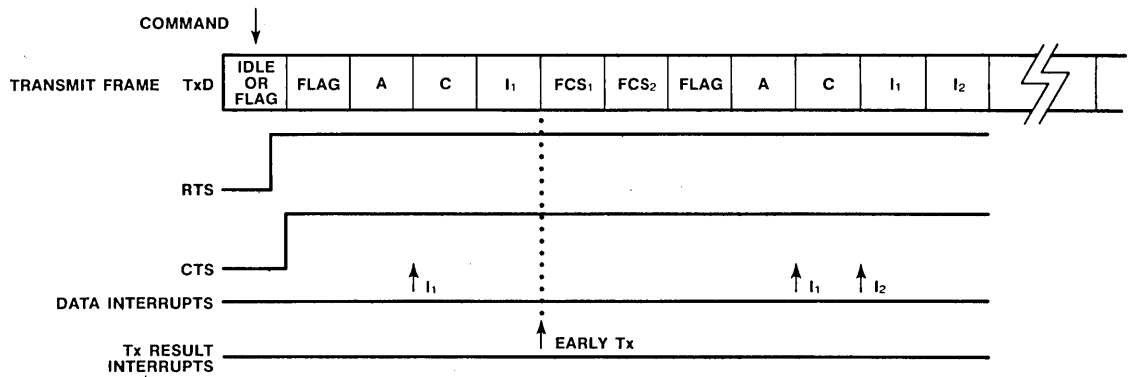 COMMAND
TRANSMIT FRAME TxD IDLE OR FLAG FLAG A C I₁ FCS₁ FCS₂ FLAG A C I₁ I₂
RTS
CTS
I₁ I₁ I₂
DATA INTERRUPTS
EARLY Tx
Tx RESULT
INTERRUPTS